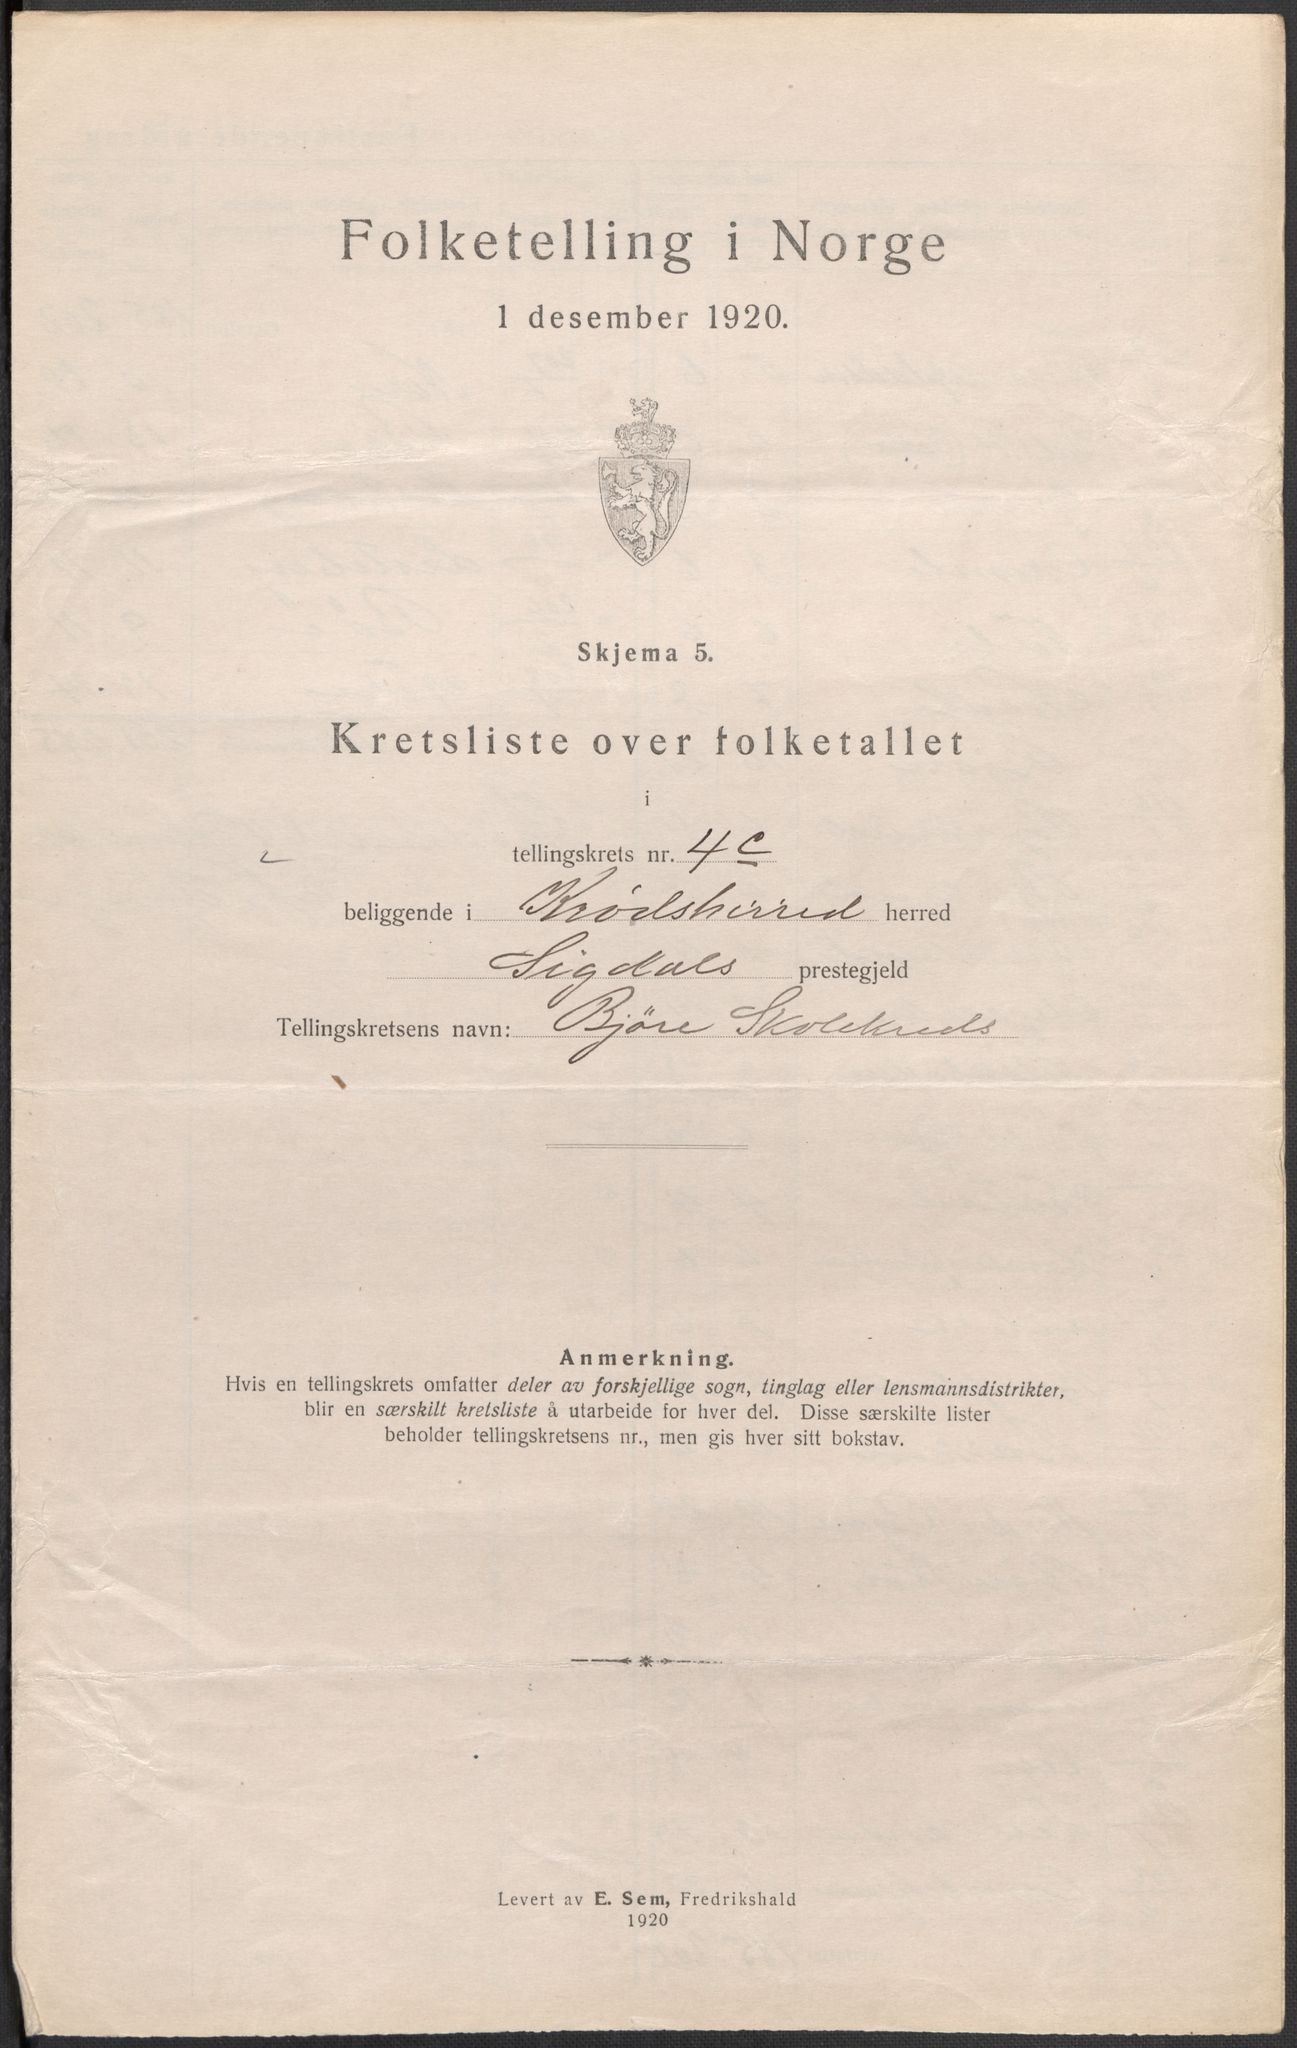 Folketelling i Norge
1 desember 1920.
Skjema 5.
Kretsliste over folketallet
i
tellingskrets nr. 4c
beliggende i Krødsherred herred
Sigdals prestegjeld
Tellingskretsens navn: Björe Skolekreds
Anmerkning.
Hvis en tellingskrets omfatter deler av forskjellige sogn, tinglag eller lensmannsdistrikter,
blir en særskilt kretsliste å utarbeide for hver del. Disse særskilte lister
beholder tellingskretsens nr., men gis hver sitt bokstav.
Levert av E. Sem, Fredrikshald
1920